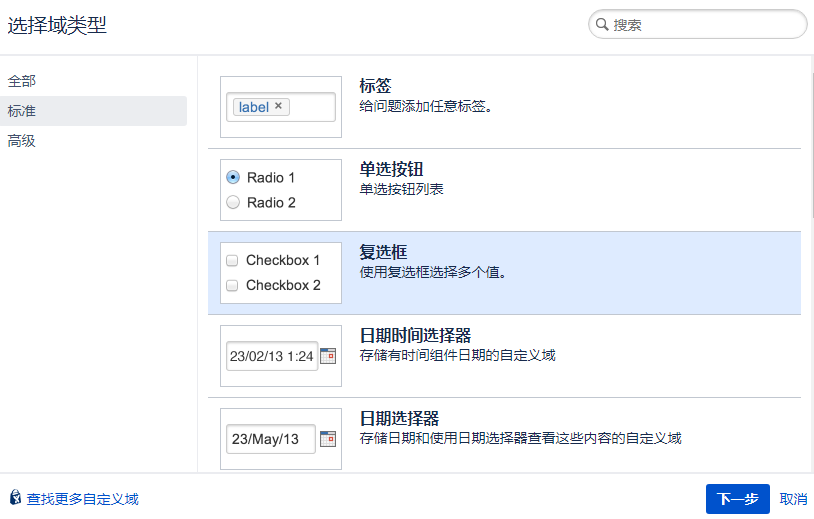 选择域类型
搜索
全部
标准
高级
label
标签
给问题添加任意标签。
Radio 1
Radio 2
单选按钮
单选按钮列表
Checkbox 1
Checkbox 2
复选框
使用复选框选择多个值。
23/02/13 1:24
日期时间选择器
存储有时间组件日期的自定义域
23/May/13
日期选择器
存储日期和使用日期选择器查看这些内容的自定义域
查找更多自定义域
下一步
取消